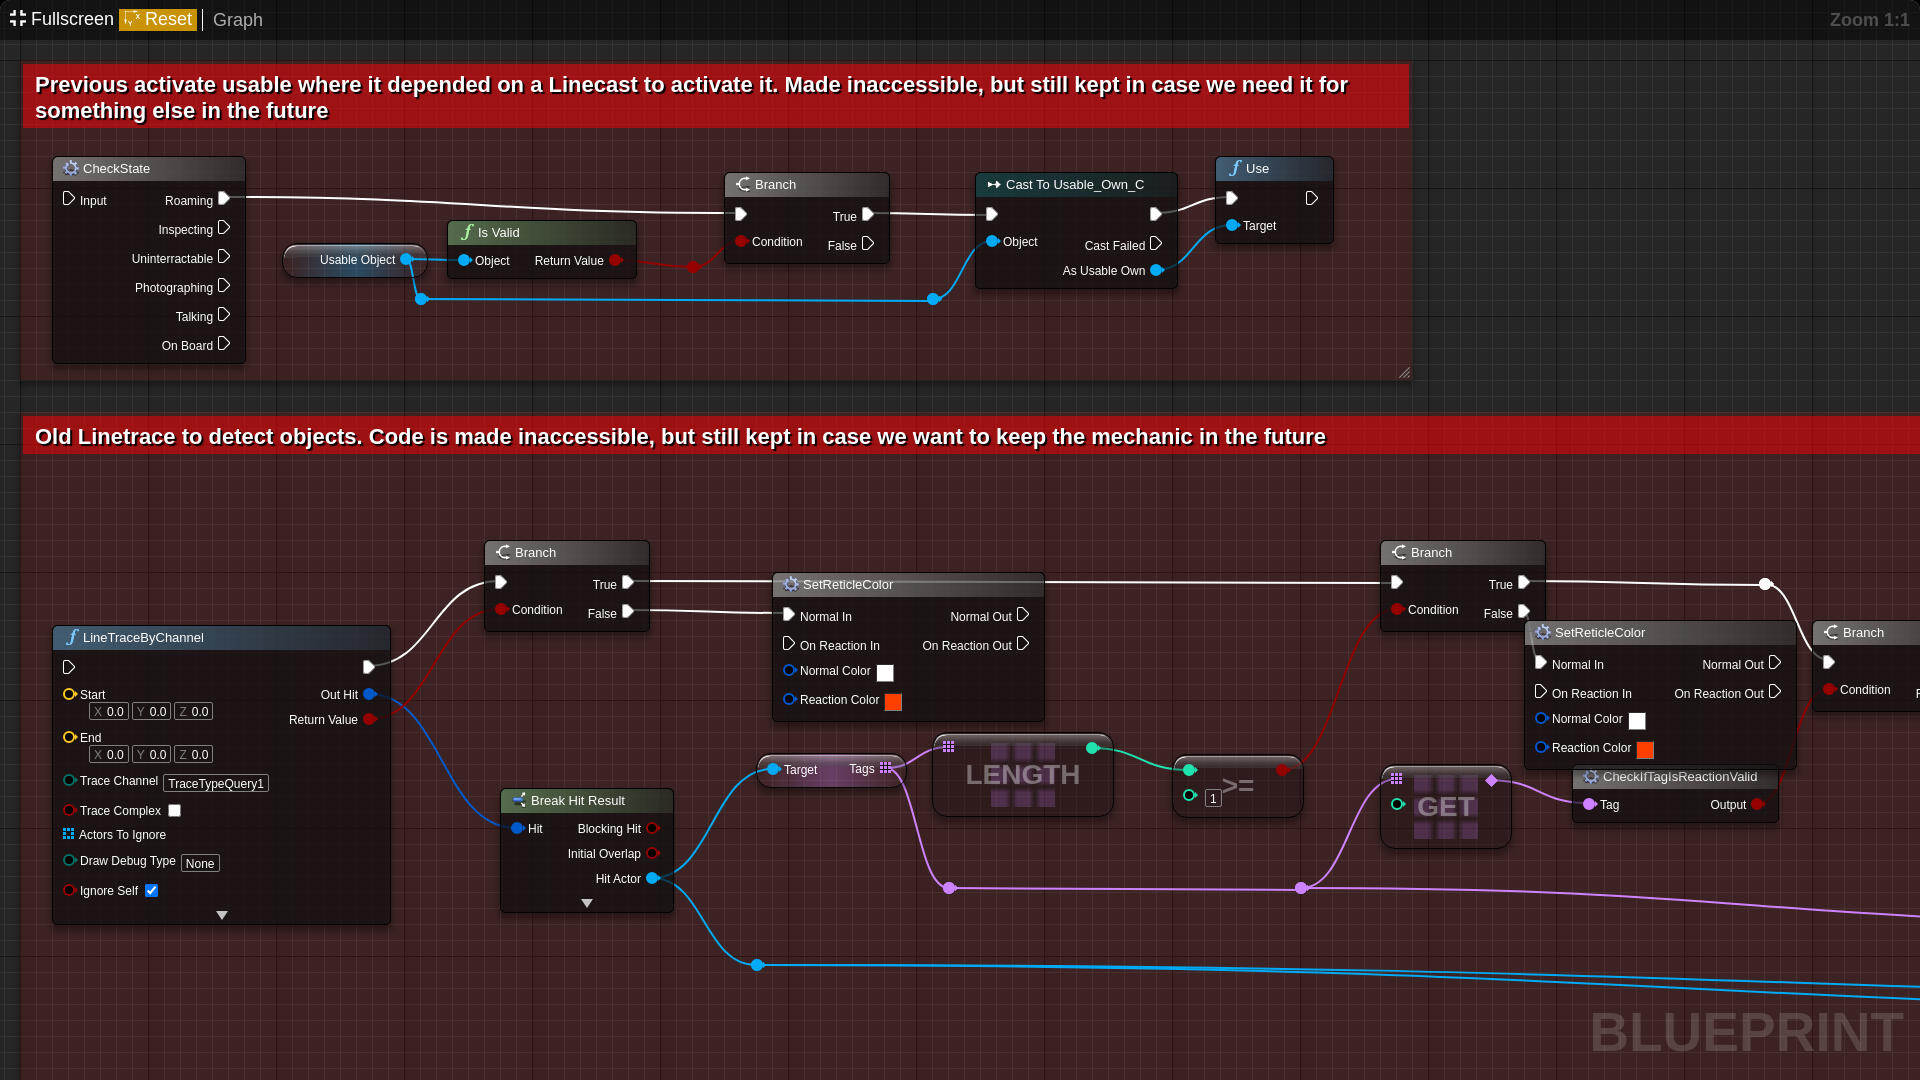 Fullscreen Reset Graph Zoom 1:1
Previous activate usable where it depended on a Linecast to activate it. Made inaccessible, but still kept in case we need it for
something else in the future
CheckState
Input Roaming
Inspecting
Uninterractable
Photographing
Talking
On Board
Usable Object
Is Valid
Object Return Value
Branch
True
Condition
False
Cast To Usable_Own_C
Object
Cast Failed
As Usable Own
Use
Target
Old Linetrace to detect objects. Code is made inaccessible, but still kept in case we want to keep the mechanic in the future
LineTraceByChannel
Start
X 0.0 Y 0.0 Z 0.0
Out Hit
Return Value
End
X 0.0 Y 0.0 Z 0.0
Trace Channel TraceTypeQuery1
Trace Complex
Actors To Ignore
Draw Debug Type None
Ignore Self
Branch
True
Condition
False
Break Hit Result
Hit Blocking Hit
Initial Overlap
Hit Actor
SetReticleColor
Normal In Normal Out
On Reaction In On Reaction Out
Normal Color
Reaction Color
Target Tags
LENGTH
1 >=
Branch
True
Condition
False
GET
SetReticleColor
Normal In Normal Out
On Reaction In On Reaction Out
Normal Color
Reaction Color
CheckIfTagIsReactionValid
Tag Output
Branch
Condition
BLUEPRINT